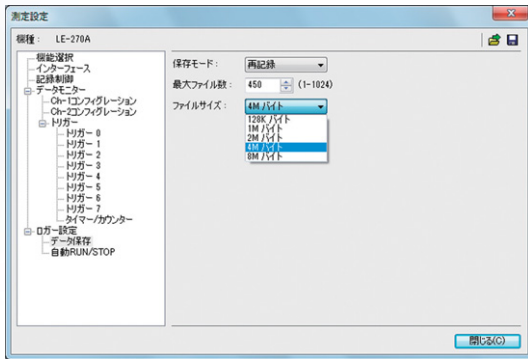 測定設定
機種： LE-270A
機能選択
インターフェース
記録制御
データモニター
Ch-1コンフィグレーション
Ch-2コンフィグレーション
トリガー
トリガー 0
トリガー 1
トリガー 2
トリガー 3
トリガー 4
トリガー 5
トリガー 6
トリガー 7
タイマー/カウンター
ロガー設定
データ保存
自動RUN/STOP
保存モード： 再記録
最大ファイル数： 450 (1-1024)
ファイルサイズ： 4M バイト
128K バイト
1M バイト
2M バイト
4M バイト
8M バイト
閉じる(C)